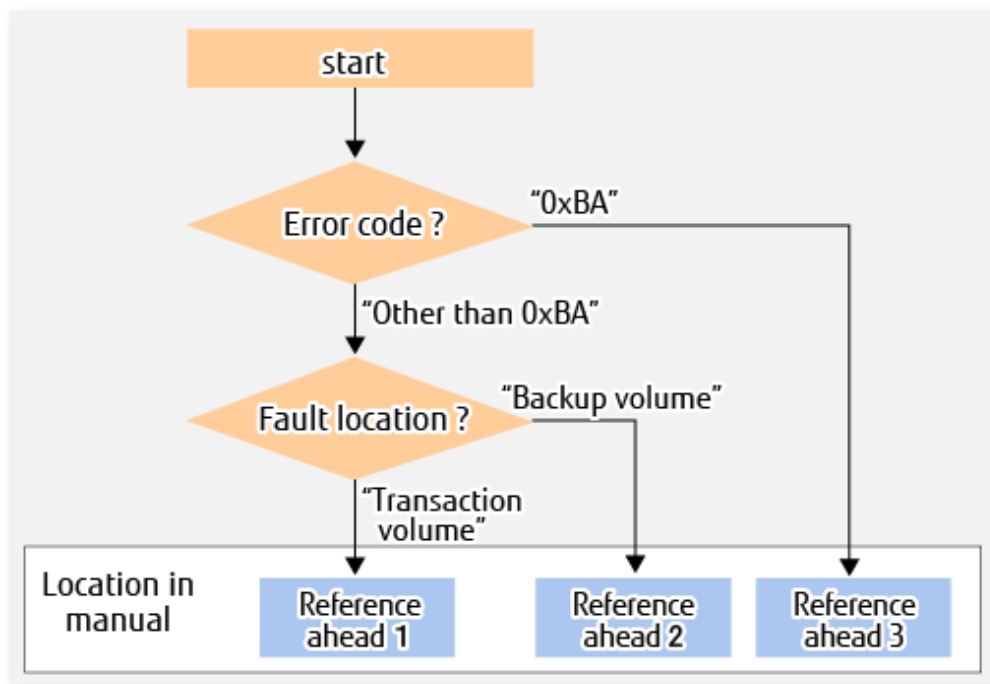 start
Error code ?
“0xBA”
“Other than 0xBA”
Fault location ?
“Backup volume”
“Transaction
volume”
Location in
manual
Reference
ahead 1
Reference
ahead 2
Reference
ahead 3